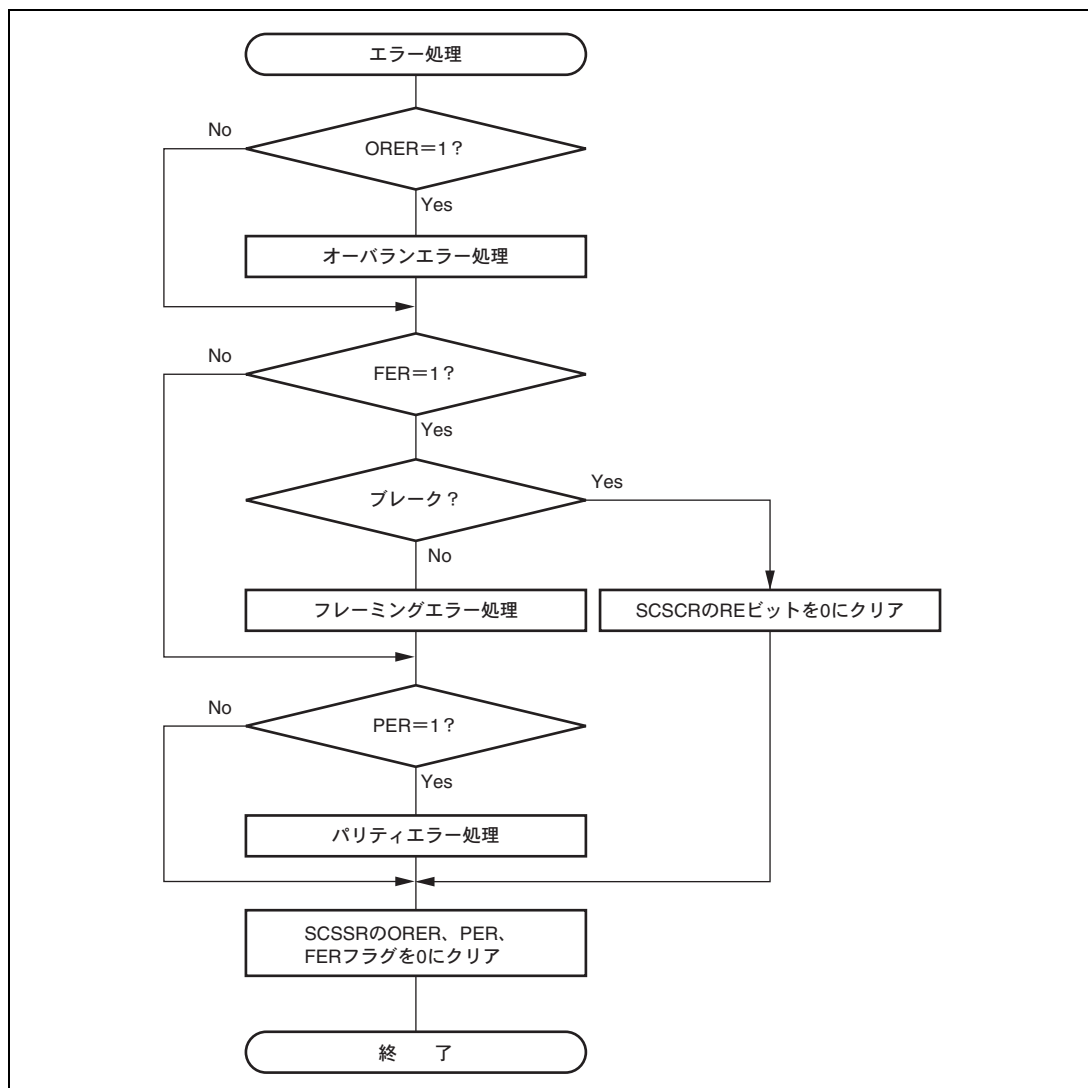 エラー処理
No
ORER＝1？
Yes
オーバランエラー処理
No
FER＝1？
Yes
ブレーク？
Yes
No
フレーミングエラー処理
SCSCRのREビットを0にクリア
No
PER＝1？
Yes
パリティエラー処理
SCSSRのORER、PER、
FERフラグを0にクリア
終　了